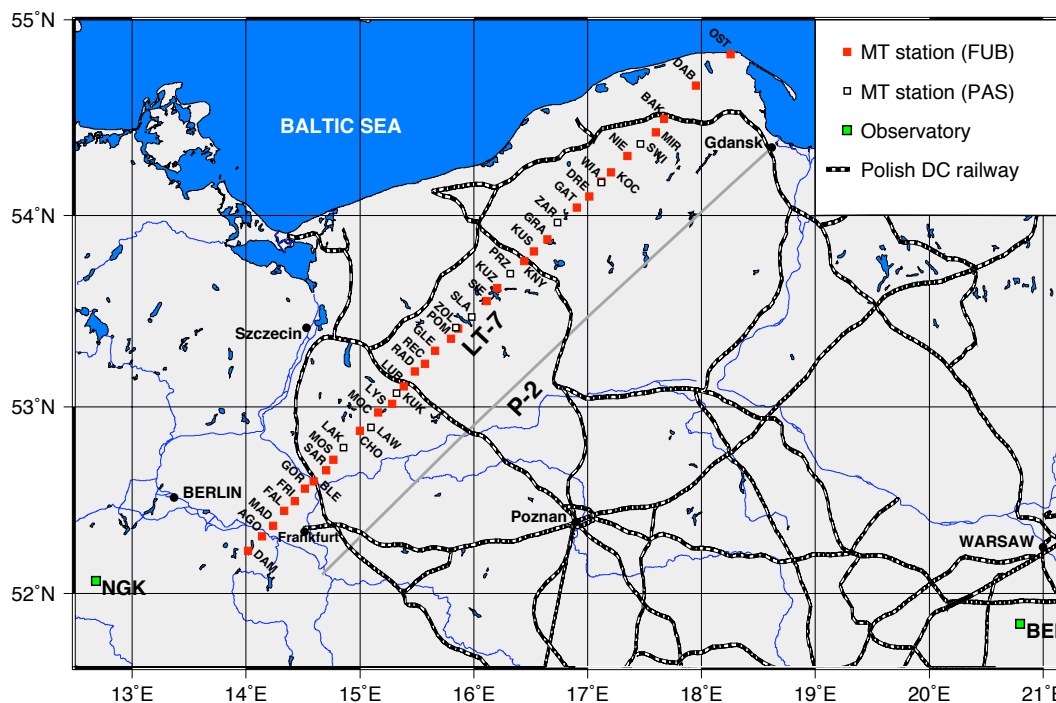 55˚N
54˚N
53˚N
52˚N
13˚E
14˚E
15˚E
16˚E
17˚E
18˚E
19˚E
20˚E
21˚E
MT station (FUB)
MT station (PAS)
Observatory
Polish DC railway
BALTIC SEA
OST
DAB
BAK
MIR
SWI
NIE
KOC
WIA
DRE
GAT
ZAR
GRA
KUS
KNY
PRZ
KUZ
SIE
SLA
ZOL
POM
GLE
REC
RAD
LUB
KUK
LYS
MOC
LAW
CHO
LAK
MOS
SAR
BLE
GOR
FRI
FAL
MAD
AGO
DAM
LT-7
P-2
Gdansk
Szczecin
BERLIN
Frankfurt
Poznan
WARSAW
NGK
BEL